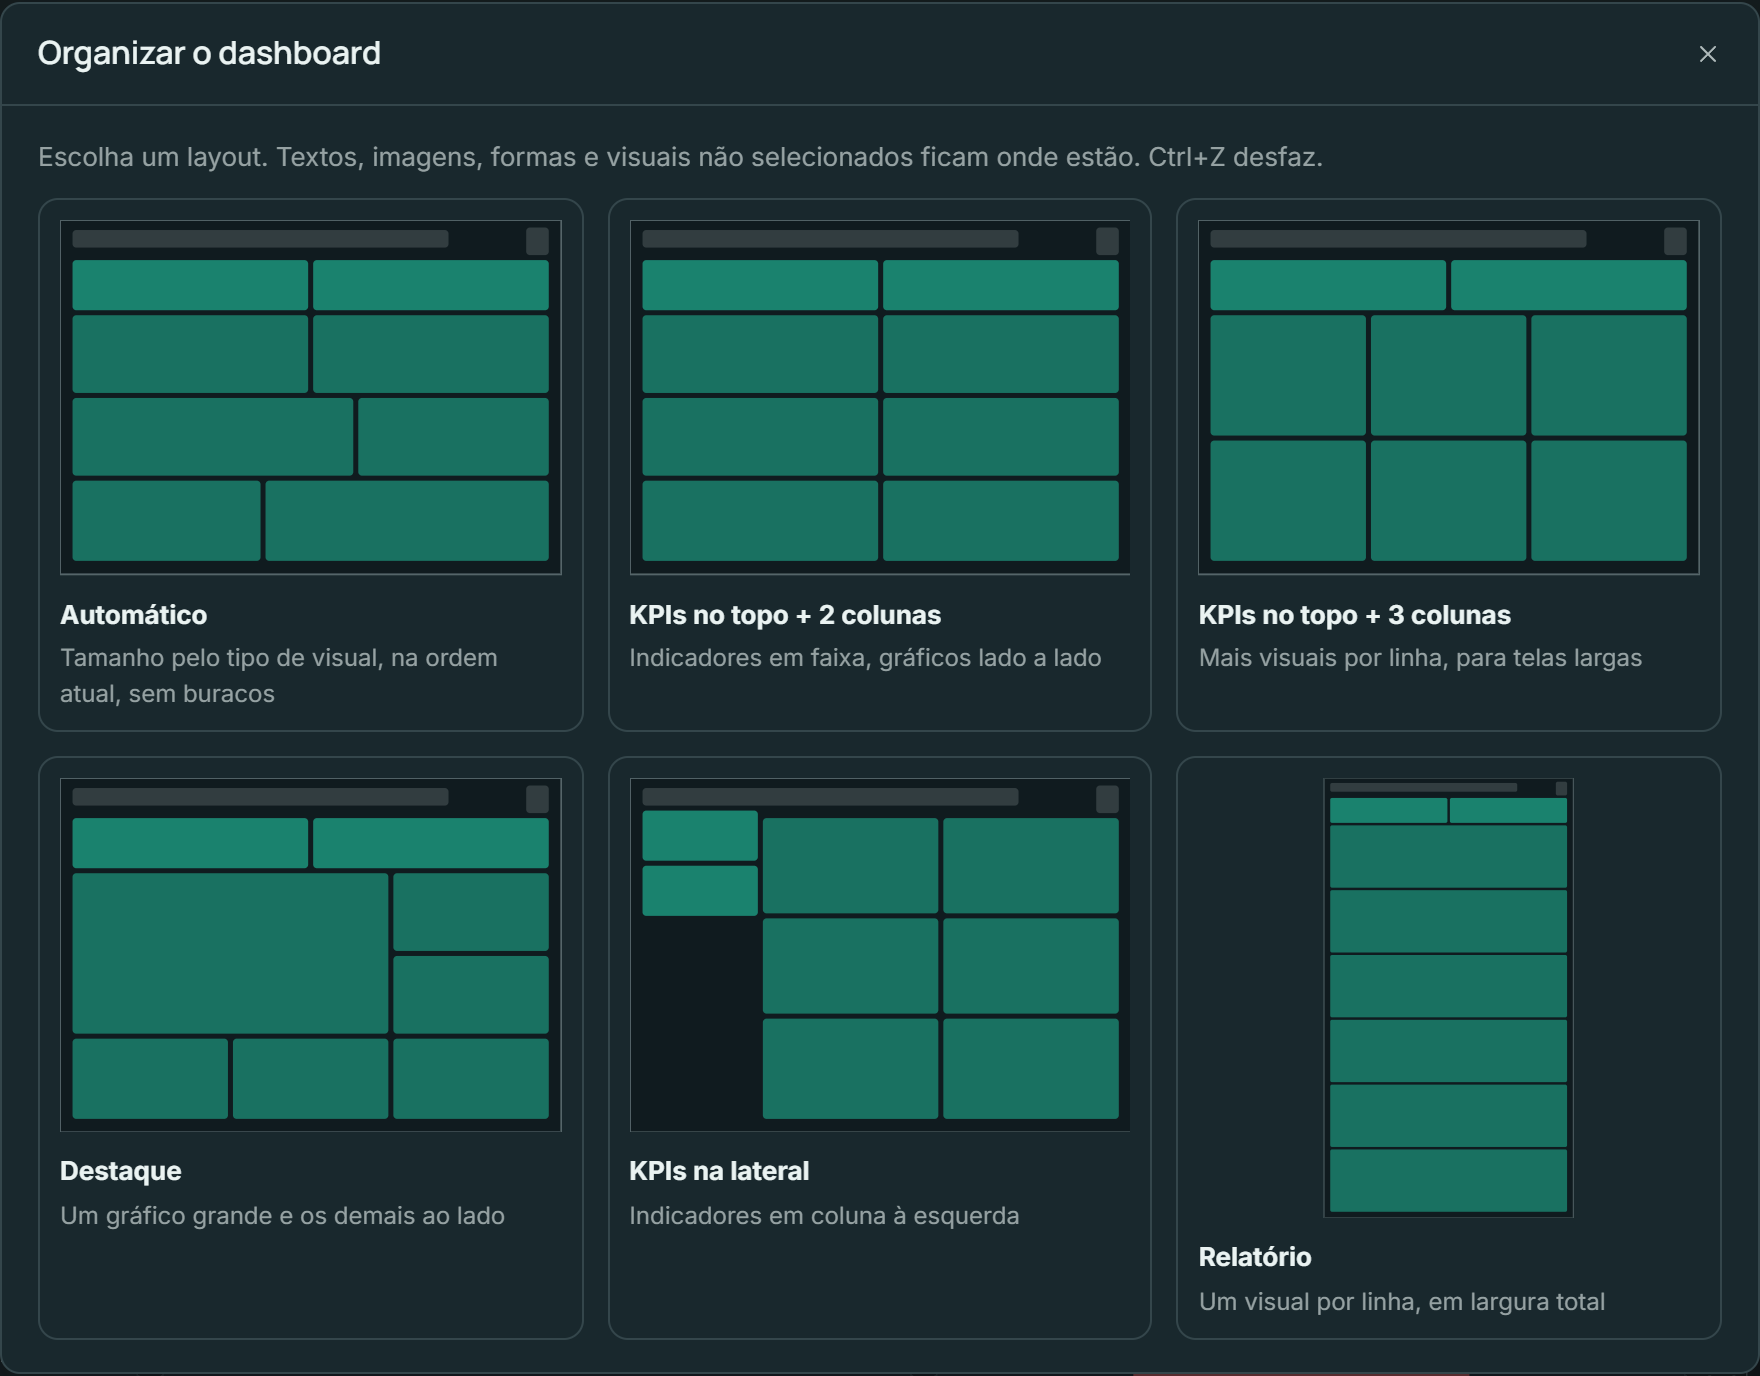 Organizar o dashboard
Escolha um layout. Textos, imagens, formas e visuais não selecionados ficam onde estão. Ctrl+Z desfaz.
Automático
Tamanho pelo tipo de visual, na ordem
atual, sem buracos
KPIs no topo + 2 colunas
Indicadores em faixa, gráficos lado a lado
KPIs no topo + 3 colunas
Mais visuais por linha, para telas largas
Destaque
Um gráfico grande e os demais ao lado
KPIs na lateral
Indicadores em coluna à esquerda
Relatório
Um visual por linha, em largura total